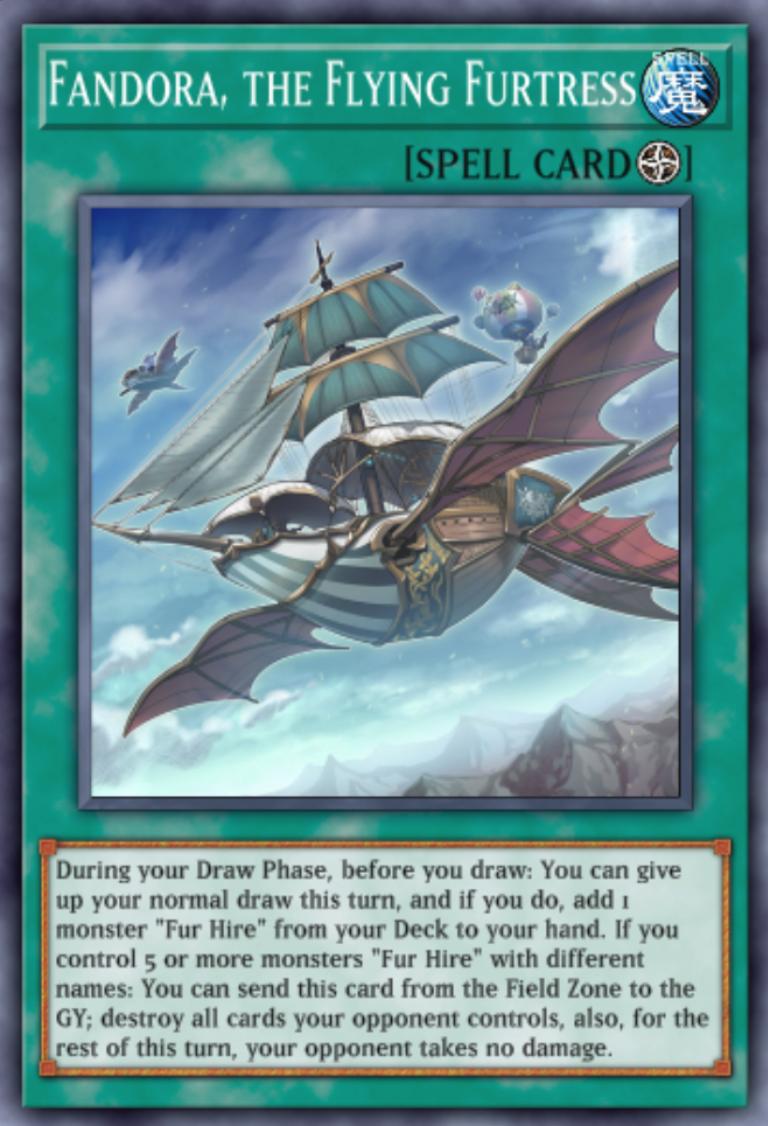 FANDORA, THE FLYING FURTRESS
SPELL
魔
[SPELL CARD]
During your Draw Phase, before you draw: You can give
up your normal draw this turn, and if you do, add 1
monster "Fur Hire" from your Deck to your hand. If you
control 5 or more monsters "Fur Hire" with different
names: You can send this card from the Field Zone to the
GY; destroy all cards your opponent controls, also, for the
rest of this turn, your opponent takes no damage.